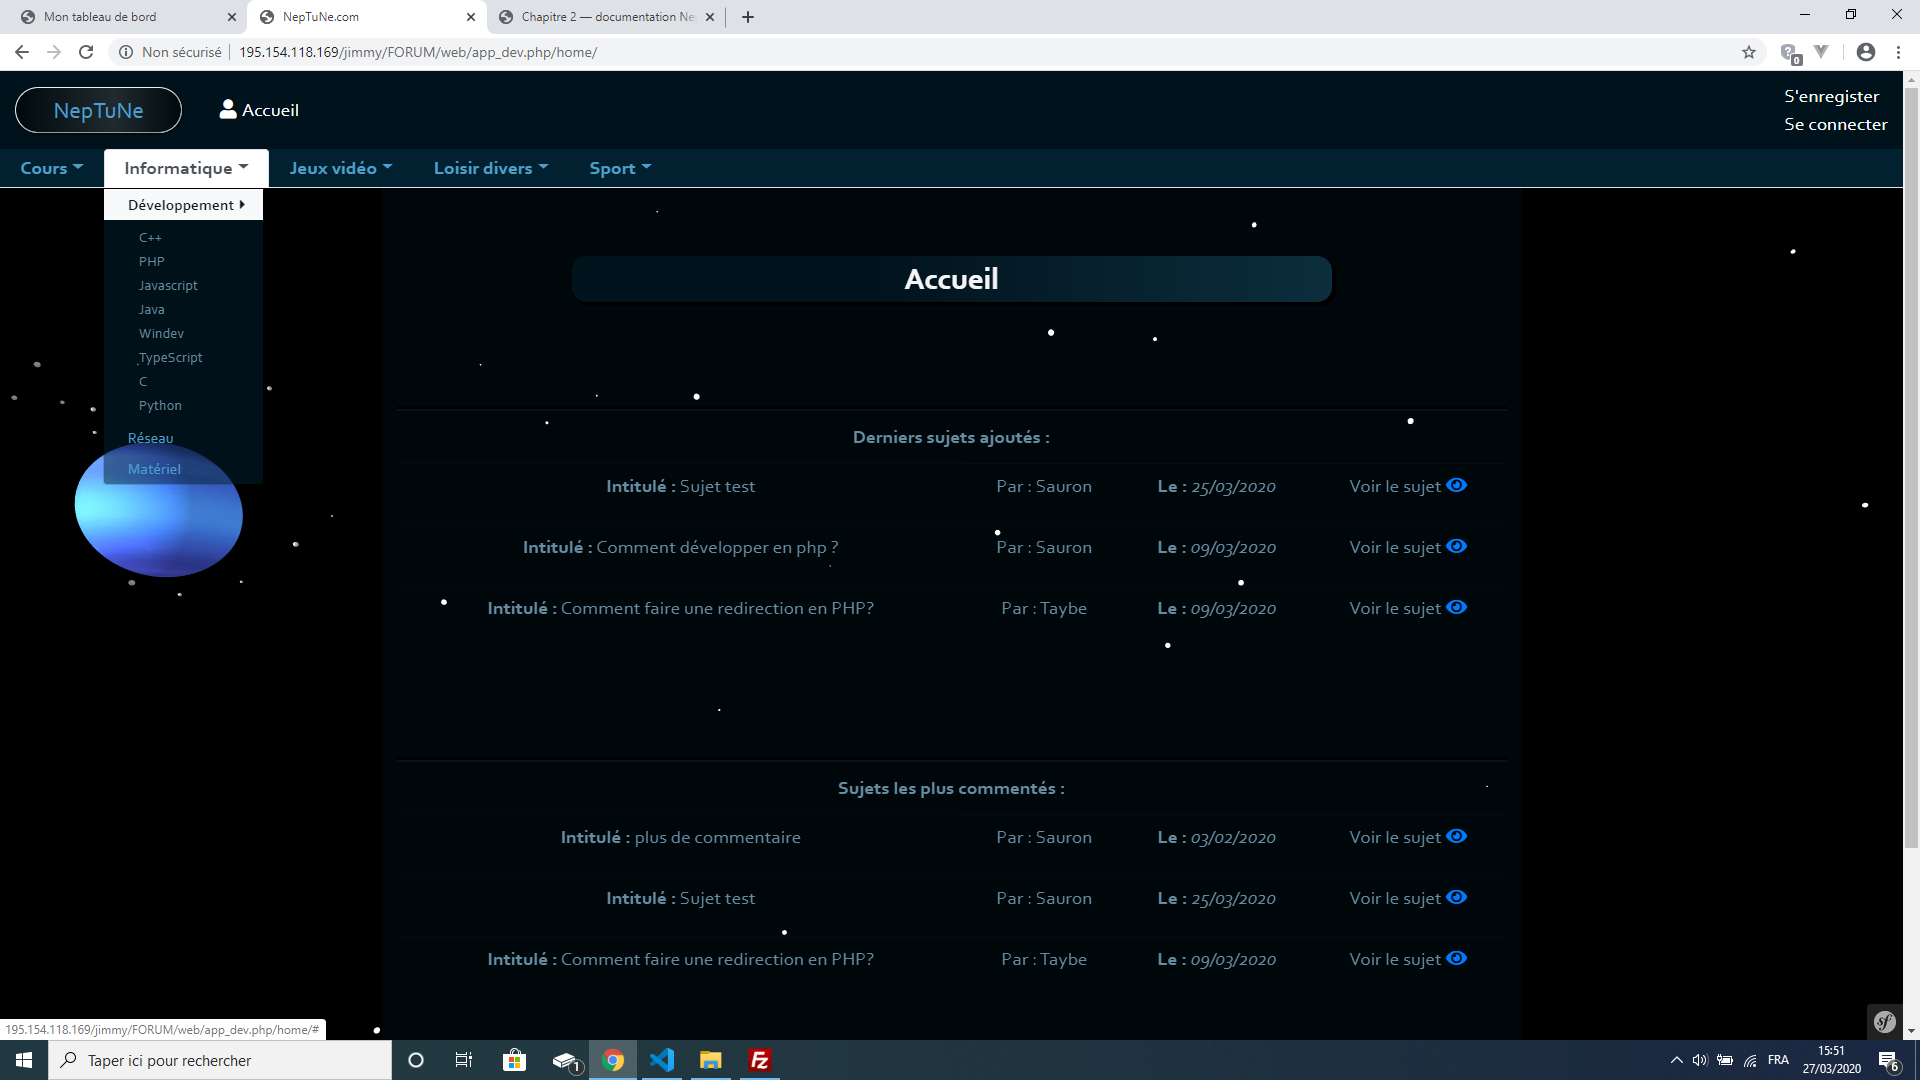 Mon tableau de bord
NepTuNe.com
Chapitre 2 — documentation Ne
Non sécurisé
195.154.118.169/jimmy/FORUM/web/app_dev.php/home/
0
NepTuNe
Accueil
S'enregister
Se connecter
Cours
Informatique
Jeux vidéo
Loisir divers
Sport
Développement
C++
PHP
Javascript
Java
Windev
TypeScript
C
Python
Réseau
Matériel
Accueil
Derniers sujets ajoutés :
Intitulé : Sujet test Par : Sauron Le : 25/03/2020 Voir le sujet
Intitulé : Comment développer en php ? Par : Sauron Le : 09/03/2020 Voir le sujet
Intitulé : Comment faire une redirection en PHP? Par : Taybe Le : 09/03/2020 Voir le sujet
Sujets les plus commentés :
Intitulé : plus de commentaire Par : Sauron Le : 03/02/2020 Voir le sujet
Intitulé : Sujet test Par : Sauron Le : 25/03/2020 Voir le sujet
Intitulé : Comment faire une redirection en PHP? Par : Taybe Le : 09/03/2020 Voir le sujet
195.154.118.169/jimmy/FORUM/web/app_dev.php/home/#
sf
Taper ici pour rechercher
1
Fz
FRA
15:51
27/03/2020
6